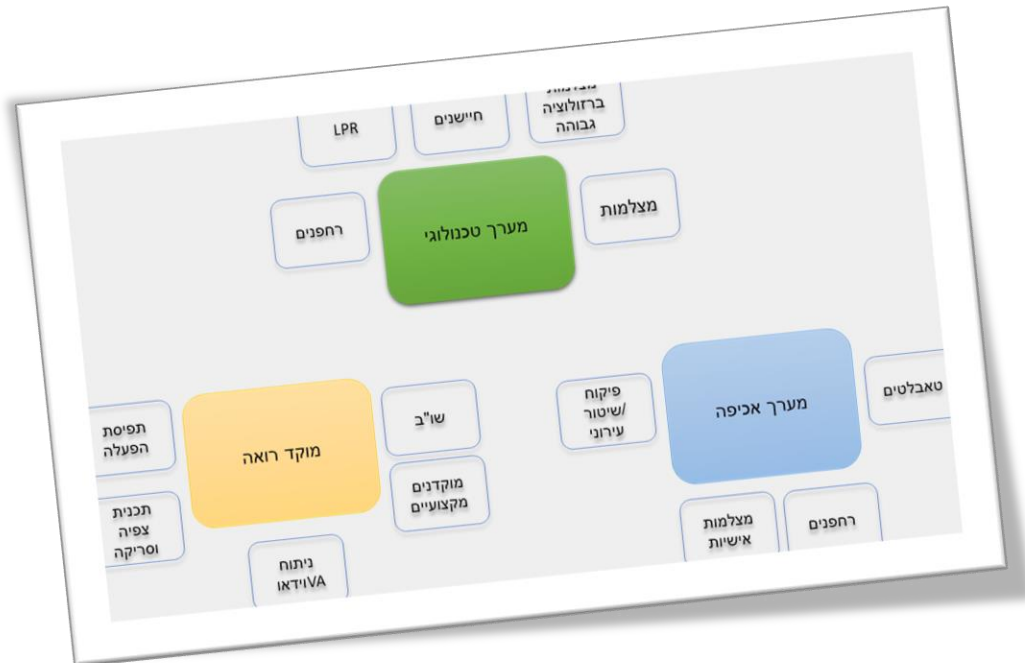 מצלמות
ברזולוציה
גבוהה
חיישנים
LPR
מצלמות
מערך טכנולוגי
רחפנים
טאבלטים
מערך אכיפה
פיקוח
/שיטור
עירוני
רחפנים
מצלמות
אישיות
שו"ב
מוקד רואה
תפיסת
הפעלה
מוקדנים
מקצועיים
תכנית
צפיה
וסריקה
ניתוח
VAוידאו